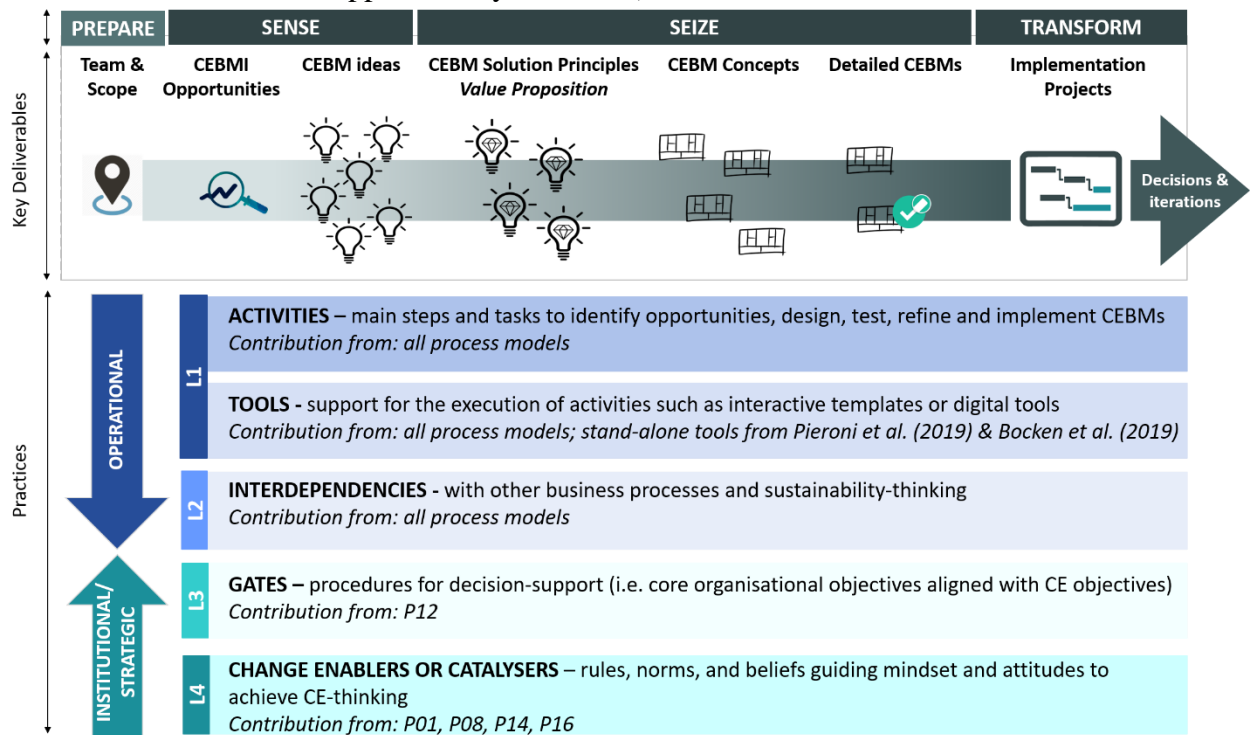 PREPARE SENSE SEIZE TRANSFORM
Key Deliverables
Team &
Scope
CEBMI
Opportunities
CEBM ideas
CEBM Solution Principles
Value Proposition
CEBM Concepts
Detailed CEBMs
Implementation
Projects
Decisions &
iterations
Practices
OPERATIONAL
L1
ACTIVITIES – main steps and tasks to identify opportunities, design, test, refine and implement CEBMs
Contribution from: all process models
TOOLS - support for the execution of activities such as interactive templates or digital tools
Contribution from: all process models; stand-alone tools from Pieroni et al. (2019) & Bocken et al. (2019)
L2
INTERDEPENDENCIES - with other business processes and sustainability-thinking
Contribution from: all process models
INSTITUTIONAL/
STRATEGIC
L3
GATES – procedures for decision-support (i.e. core organisational objectives aligned with CE objectives)
Contribution from: P12
L4
CHANGE ENABLERS OR CATALYSERS – rules, norms, and beliefs guiding mindset and attitudes to
achieve CE-thinking
Contribution from: P01, P08, P14, P16